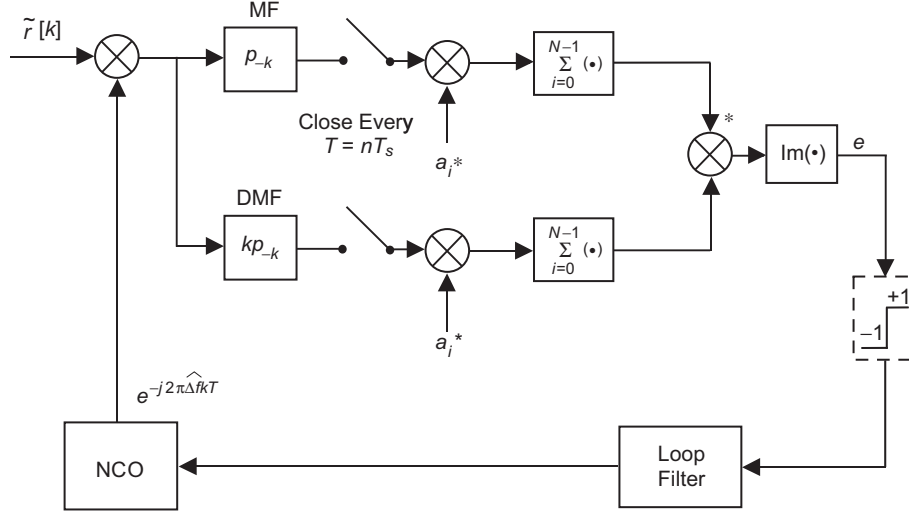 r̃ [k]
MF
p₋ₖ
Close Every
T = nTₛ
aᵢ*
N−1
Σ (•)
i=0
*
Im(•)
e
DMF
kp₋ₖ
aᵢ*
N−1
Σ (•)
i=0
+1
−1
e^{−j2πΔ̂fkT}
NCO
Loop
Filter